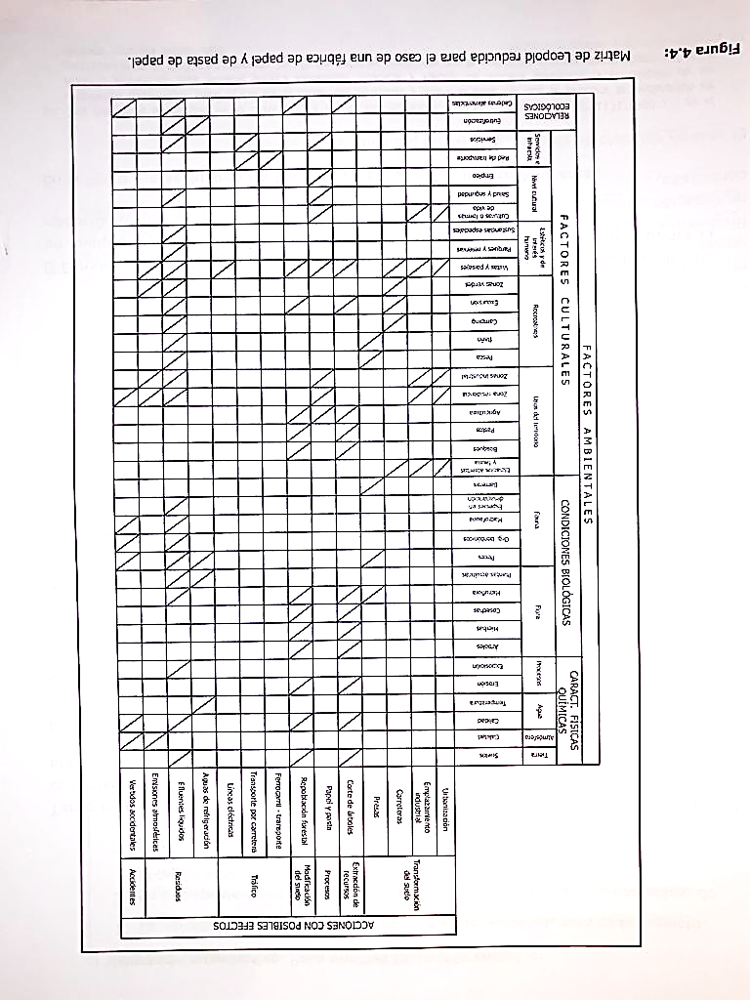 Figura 4.4: Matriz de Leopold reducida para el caso de una fábrica de papel y de pasta de papel.
ACCIONES CON POSIBLES EFECTOS
Transformación del suelo
Extracción de recursos
Procesos
Modificación del suelo
Tráfico
Residuos
Accidentes
Urbanización
Emplazamiento industrial
Carreteras
Presas
Corte de árboles
Papel y pasta
Repoblación forestal
Ferrocarril - transporte
Transporte por carretera
Líneas eléctricas
Aguas de refrigeración
Efluentes líquidos
Emisiones atmosféricas
Vertidos accidentales
FACTORES AMBIENTALES
CARACT. FÍSICAS QUÍMICAS
Tierra
Suelos
Atmósfera
Calidad
Agua
Calidad
Temperatura
Procesos
Erosión
CONDICIONES BIOLÓGICAS
Flora
Árboles
Hierbas
Cosechas
Microflora
Plantas acuáticas
Fauna
Peces
Org. bentónicos
Microfauna
Especies en
Barreras
FACTORES CULTURALES
Usos del territorio
Espacios abiertos
Bosques
Pastos
Agricultura
Zona residencial
Zonas industrial
Recreativos
Pesca
Baño
Camping
Excursión
Zonas verdes
Estéticos y de interés humano
Vistas y paisajes
Parques y reservas
Sustancias especiales
Nivel cultural
Culturas o formas de vida
Salud y seguridad
Empleo
Servicios e infraestr.
Red de transporte
Servicios
RELACIONES ECOLÓGICAS
Eutrofización
Cadenas alimentarias